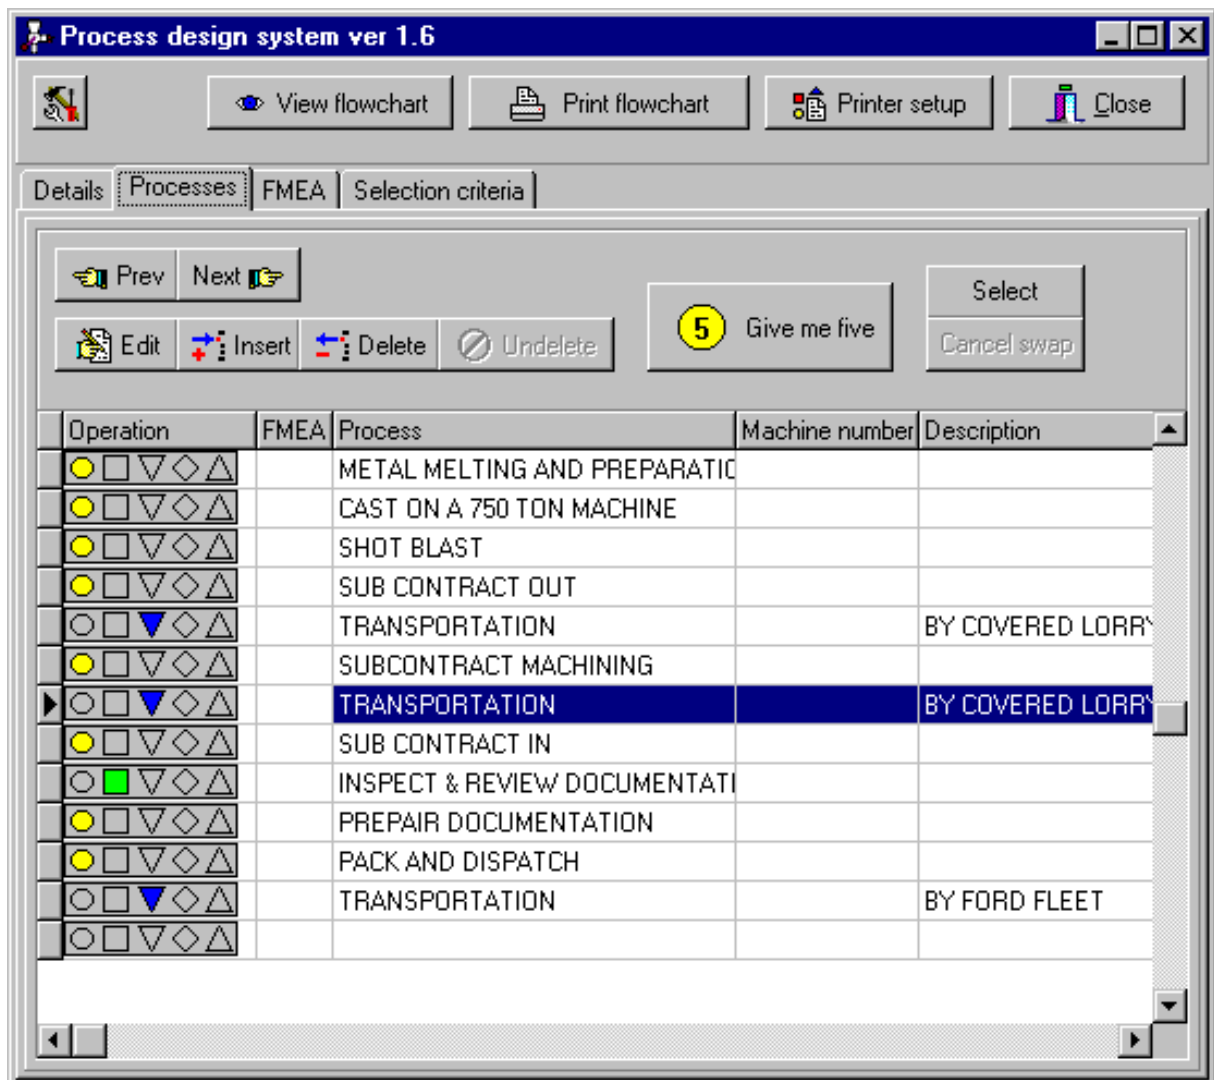 Process design system ver 1.6
View flowchart Print flowchart Printer setup Close
Details Processes FMEA Selection criteria
Prev Next
Select
5 Give me five
Edit Insert Delete Undelete
Cancel swap
Operation FMEA Process Machine number Description
METAL MELTING AND PREPARATIO
CAST ON A 750 TON MACHINE
SHOT BLAST
SUB CONTRACT OUT
TRANSPORTATION BY COVERED LORRY
SUBCONTRACT MACHINING
TRANSPORTATION BY COVERED LORRY
SUB CONTRACT IN
INSPECT & REVIEW DOCUMENTATI
PREPAIR DOCUMENTATION
PACK AND DISPATCH
TRANSPORTATION BY FORD FLEET